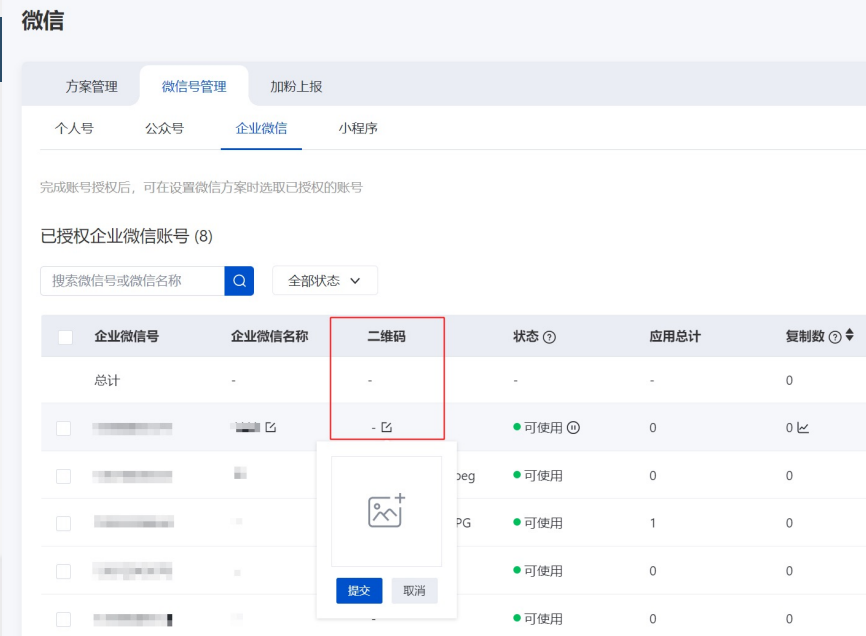 微信
方案管理 微信号管理 加粉上报
个人号 公众号 企业微信 小程序
完成账号授权后，可在设置微信方案时选取已授权的账号
已授权企业微信账号 (8)
搜索微信号或微信名称 全部状态
企业微信号 企业微信名称 二维码 状态 应用总计 复制数
总计 - - - - 0
- 可使用 0 0
peg 可使用 0 0
PG 可使用 1 0
可使用 0 0
提交 取消
- 可使用 0 0